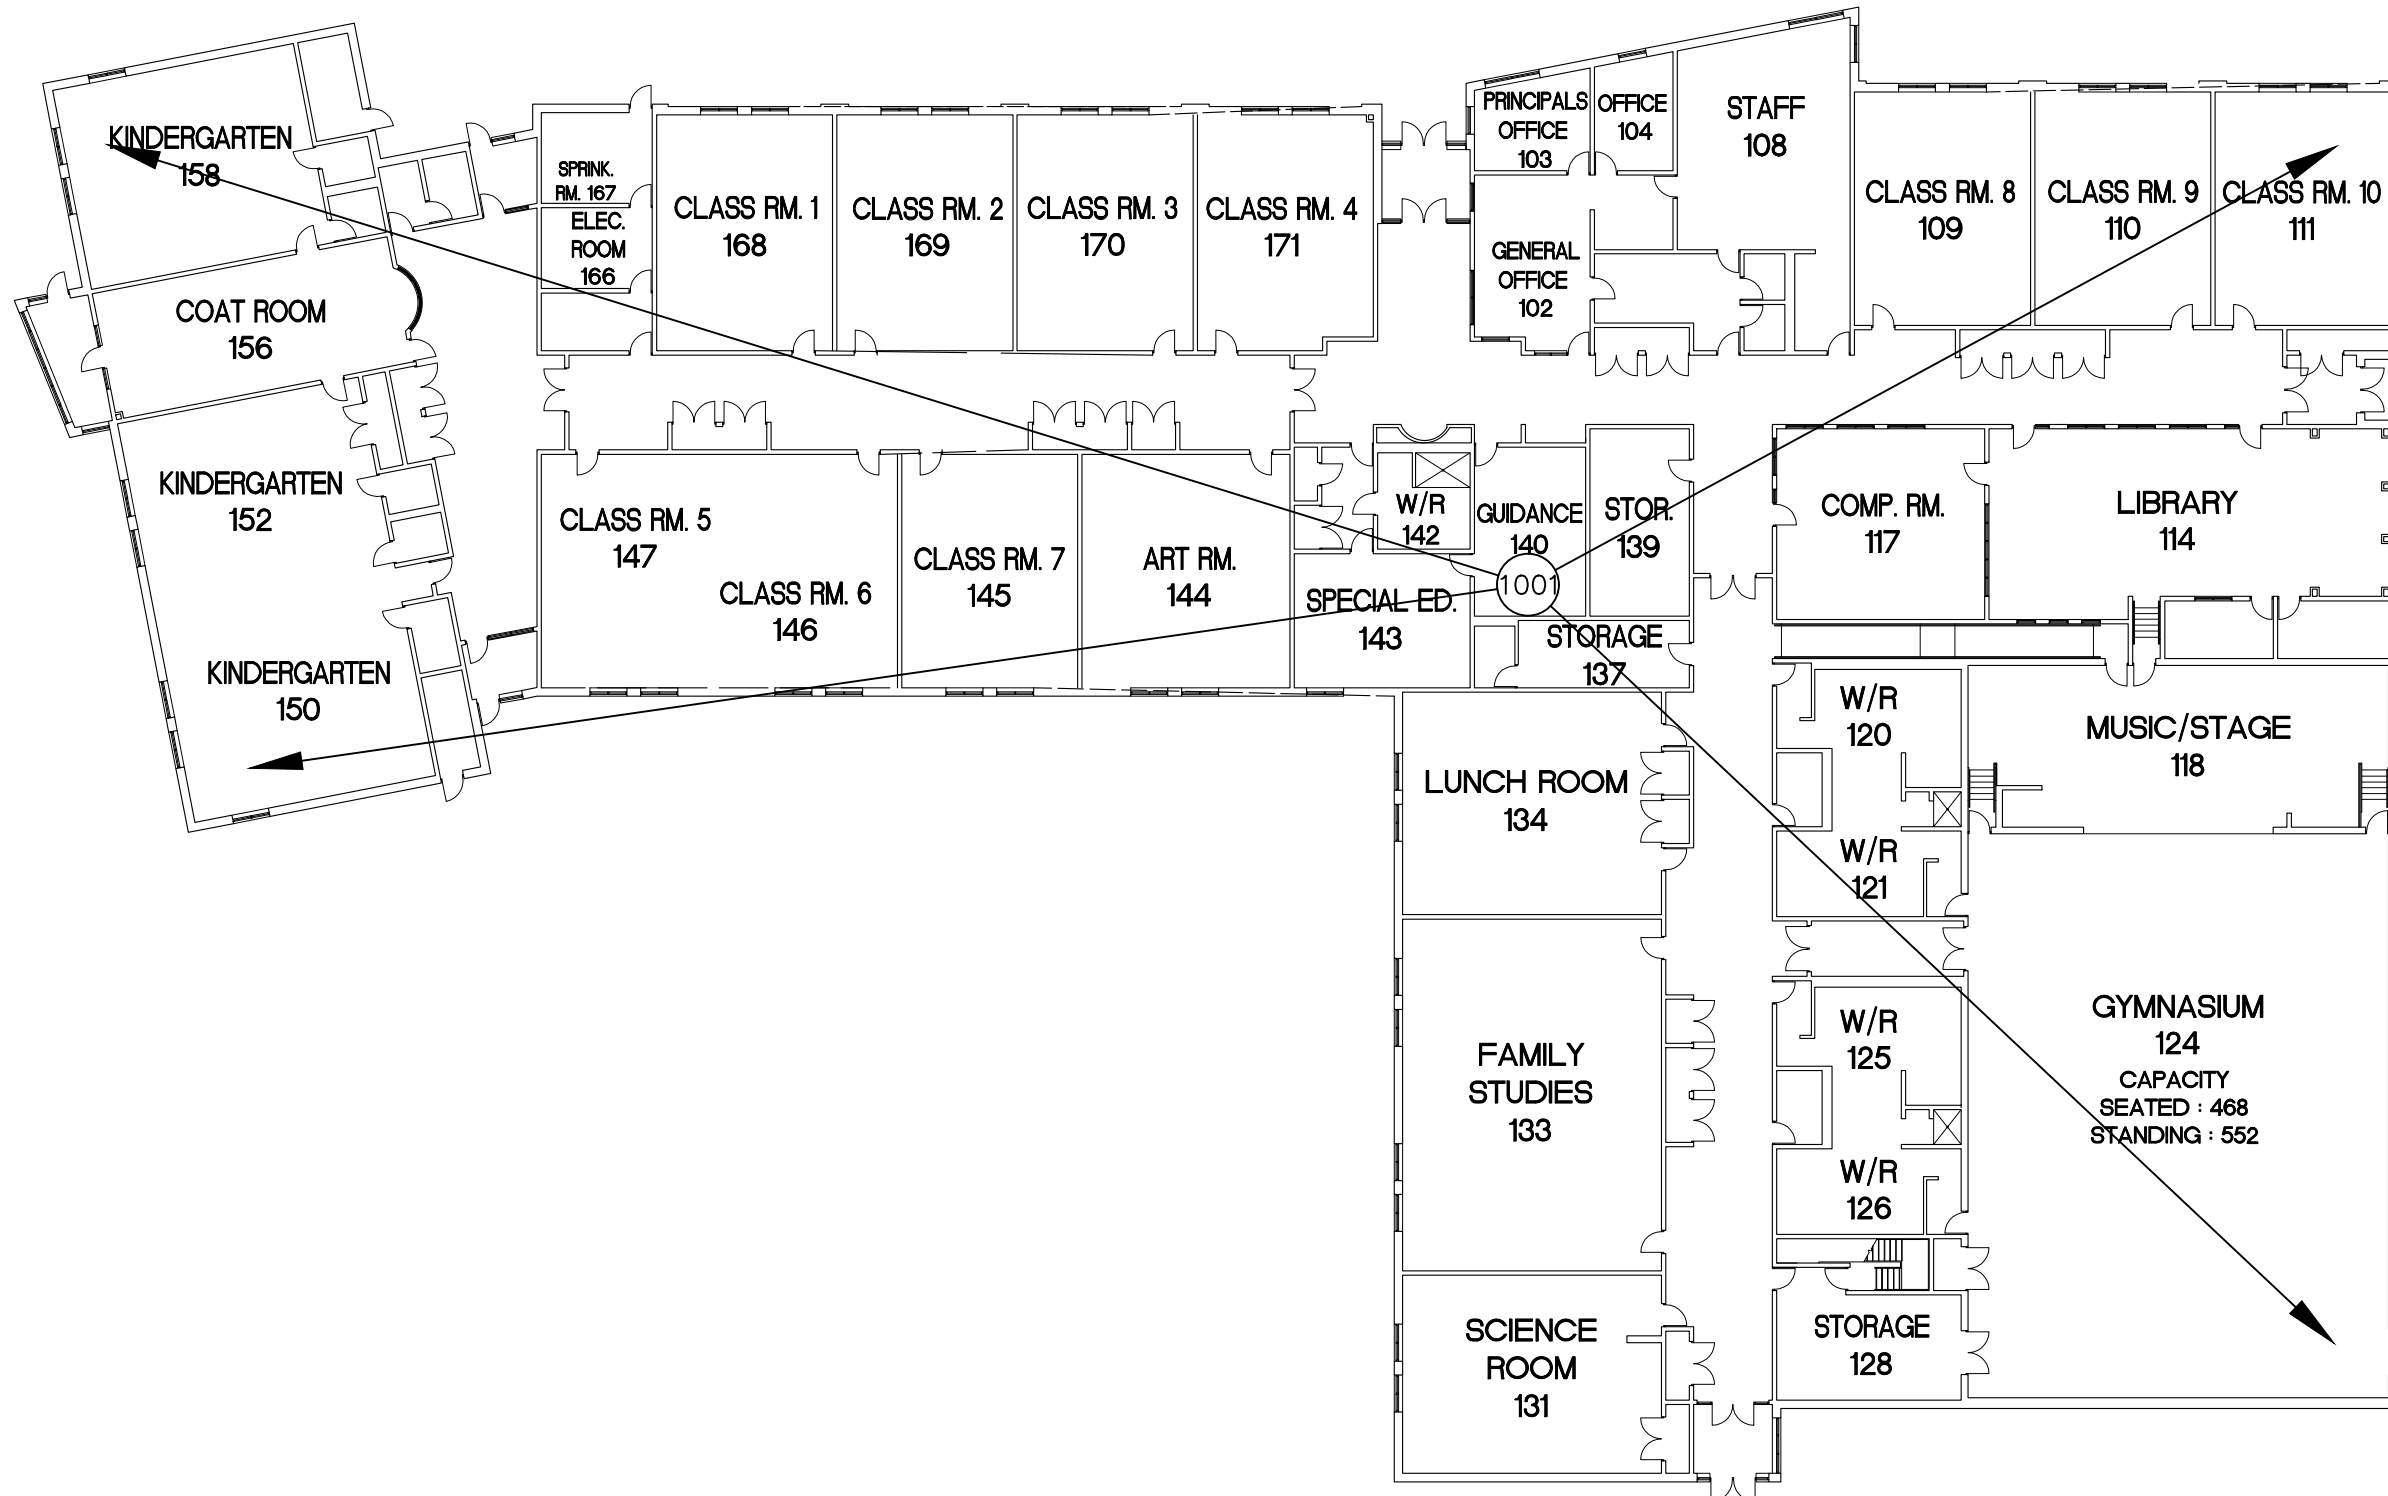 KINDERGARTEN
158
COAT ROOM
156
KINDERGARTEN
152
KINDERGARTEN
150
SPRINK.
RM. 167
ELEC.
ROOM
166
CLASS RM. 1
168
CLASS RM. 2
169
CLASS RM. 3
170
CLASS RM. 4
171
PRINCIPALS
OFFICE
103
OFFICE
104
STAFF
108
GENERAL
OFFICE
102
CLASS RM. 8
109
CLASS RM. 9
110
CLASS RM. 10
111
CLASS RM. 5
147
CLASS RM. 6
146
CLASS RM. 7
145
ART RM.
144
SPECIAL ED.
143
W/R
142
GUIDANCE
140
1001
STOR.
139
STORAGE
137
COMP. RM.
117
LIBRARY
114
LUNCH ROOM
134
W/R
120
MUSIC/STAGE
118
W/R
121
FAMILY
STUDIES
133
W/R
125
GYMNASIUM
124
CAPACITY
SEATED : 468
STANDING : 552
W/R
126
SCIENCE
ROOM
131
STORAGE
128